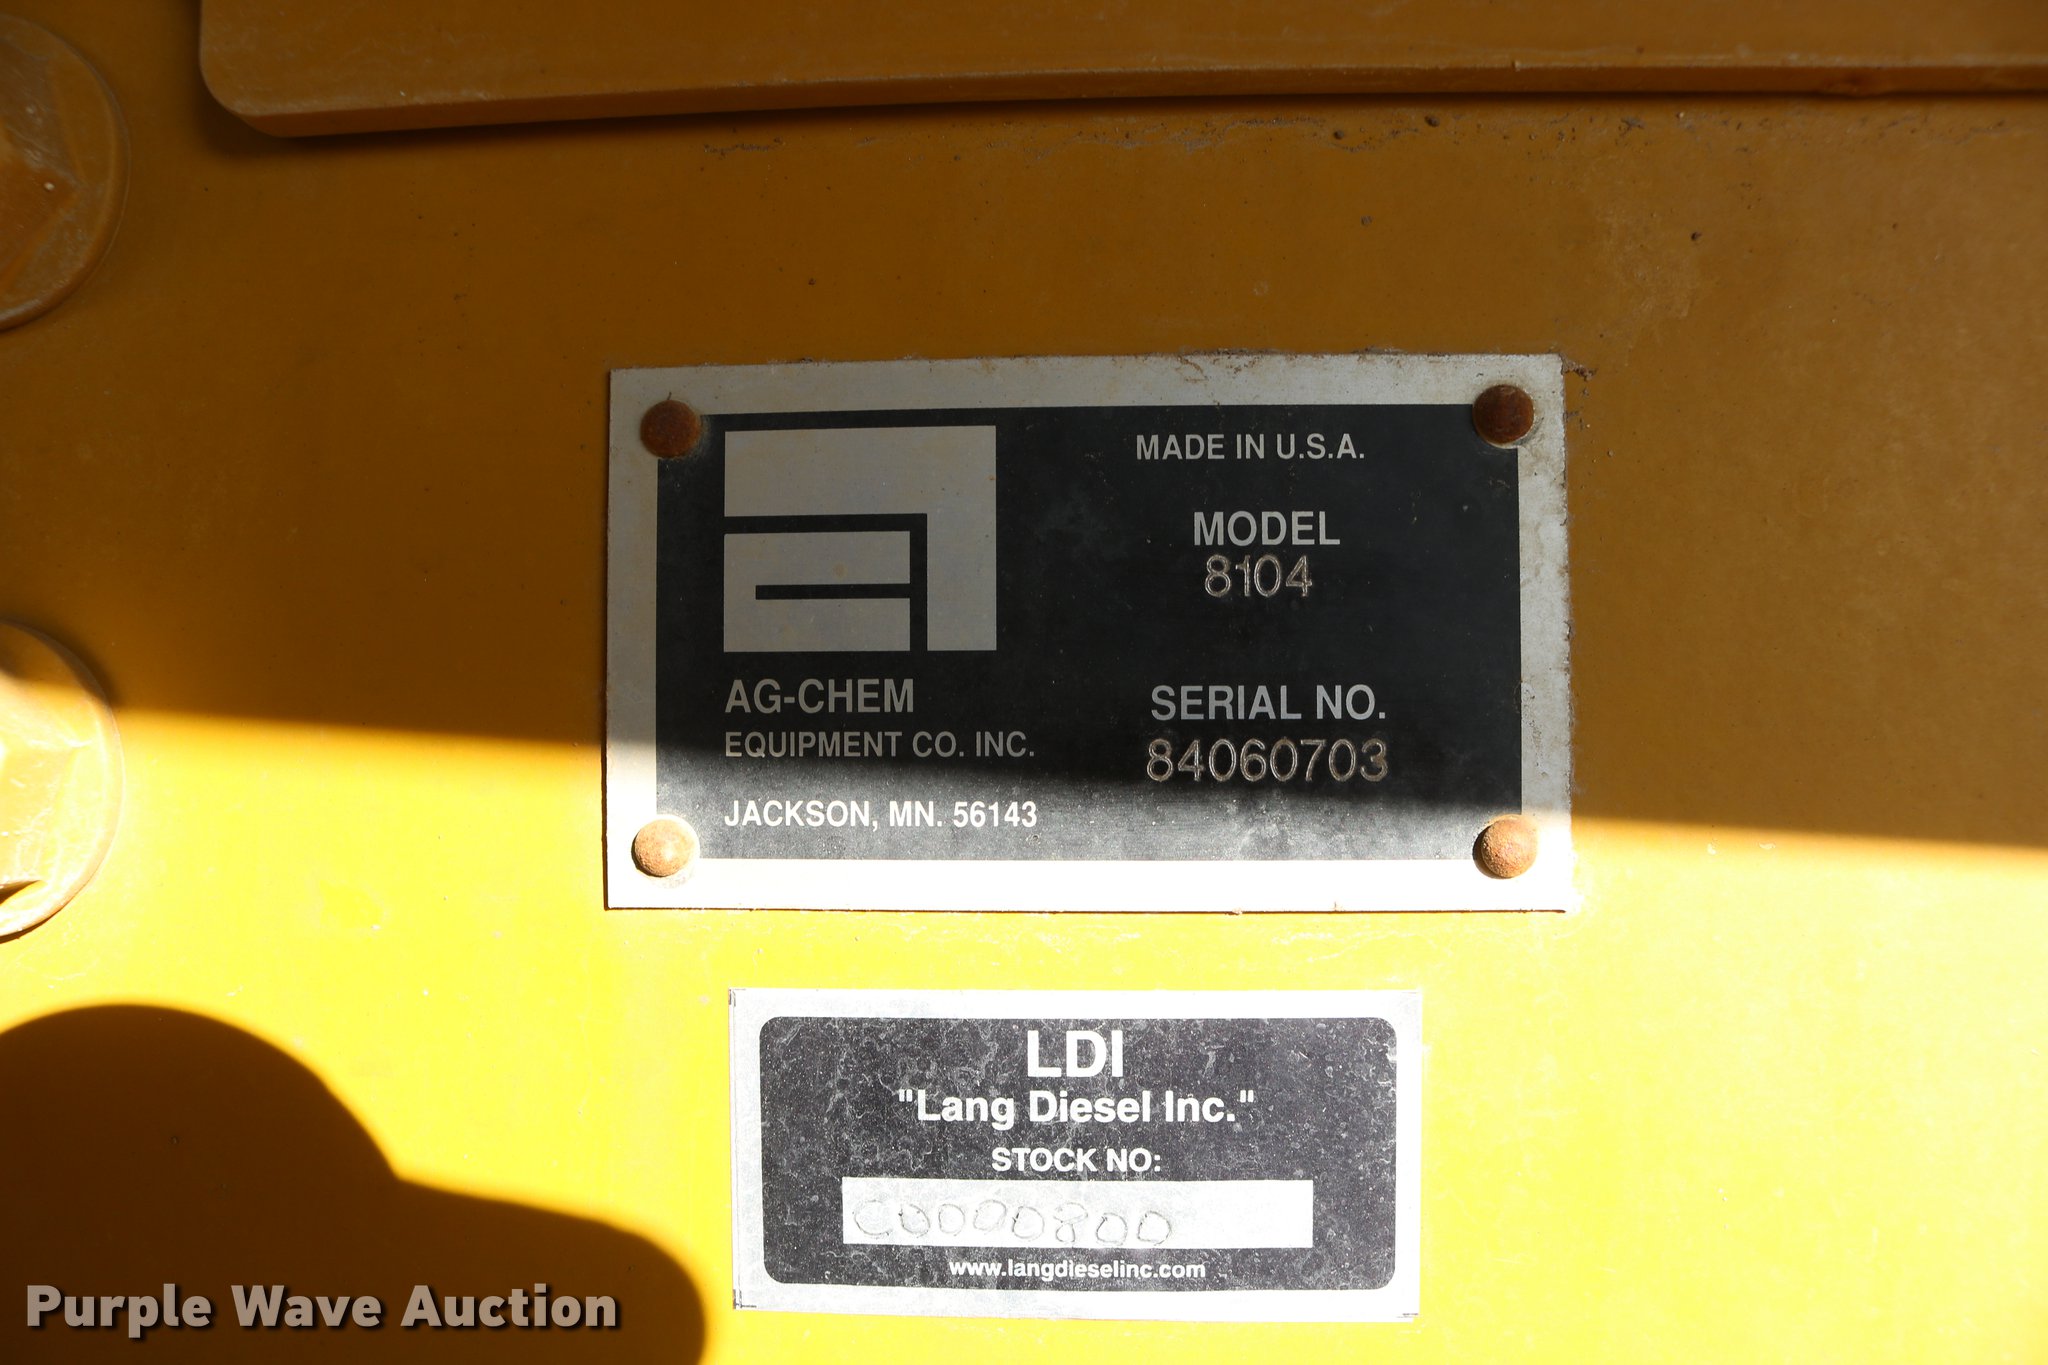 MADE IN U.S.A.
MODEL
8104
AG-CHEM
EQUIPMENT CO. INC.
JACKSON, MN. 56143
SERIAL NO.
84060703
LDI
"Lang Diesel Inc."
STOCK NO:
C0000800
www.langdieselinc.com
Purple Wave Auction